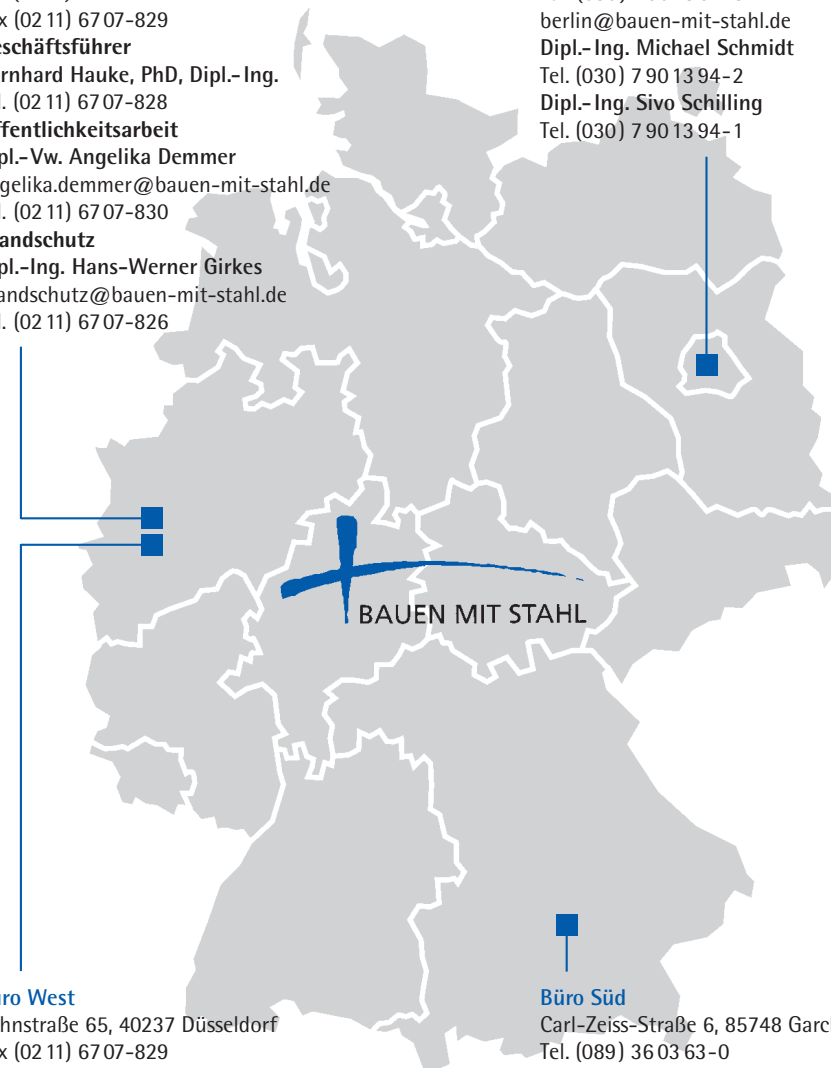 x (02 11) 67 07-829
eschäftsführer
rnhard Hauke, PhD, Dipl.-Ing.
l. (02 11) 67 07-828
ffentlichkeitsarbeit
pl.-Vw. Angelika Demmer
gelika.demmer@bauen-mit-stahl.de
l. (02 11) 67 07-830
andschutz
pl.-Ing. Hans-Werner Girkes
andschutz@bauen-mit-stahl.de
l. (02 11) 67 07-826
berlin@bauen-mit-stahl.de
Dipl.-Ing. Michael Schmidt
Tel. (030) 7 90 13 94-2
Dipl.-Ing. Sivo Schilling
Tel. (030) 7 90 13 94-1
BAUEN MIT STAHL
ro West
hnstraße 65, 40237 Düsseldorf
x (02 11) 67 07-829
Büro Süd
Carl-Zeiss-Straße 6, 85748 Garc
Tel. (089) 36 03 63-0